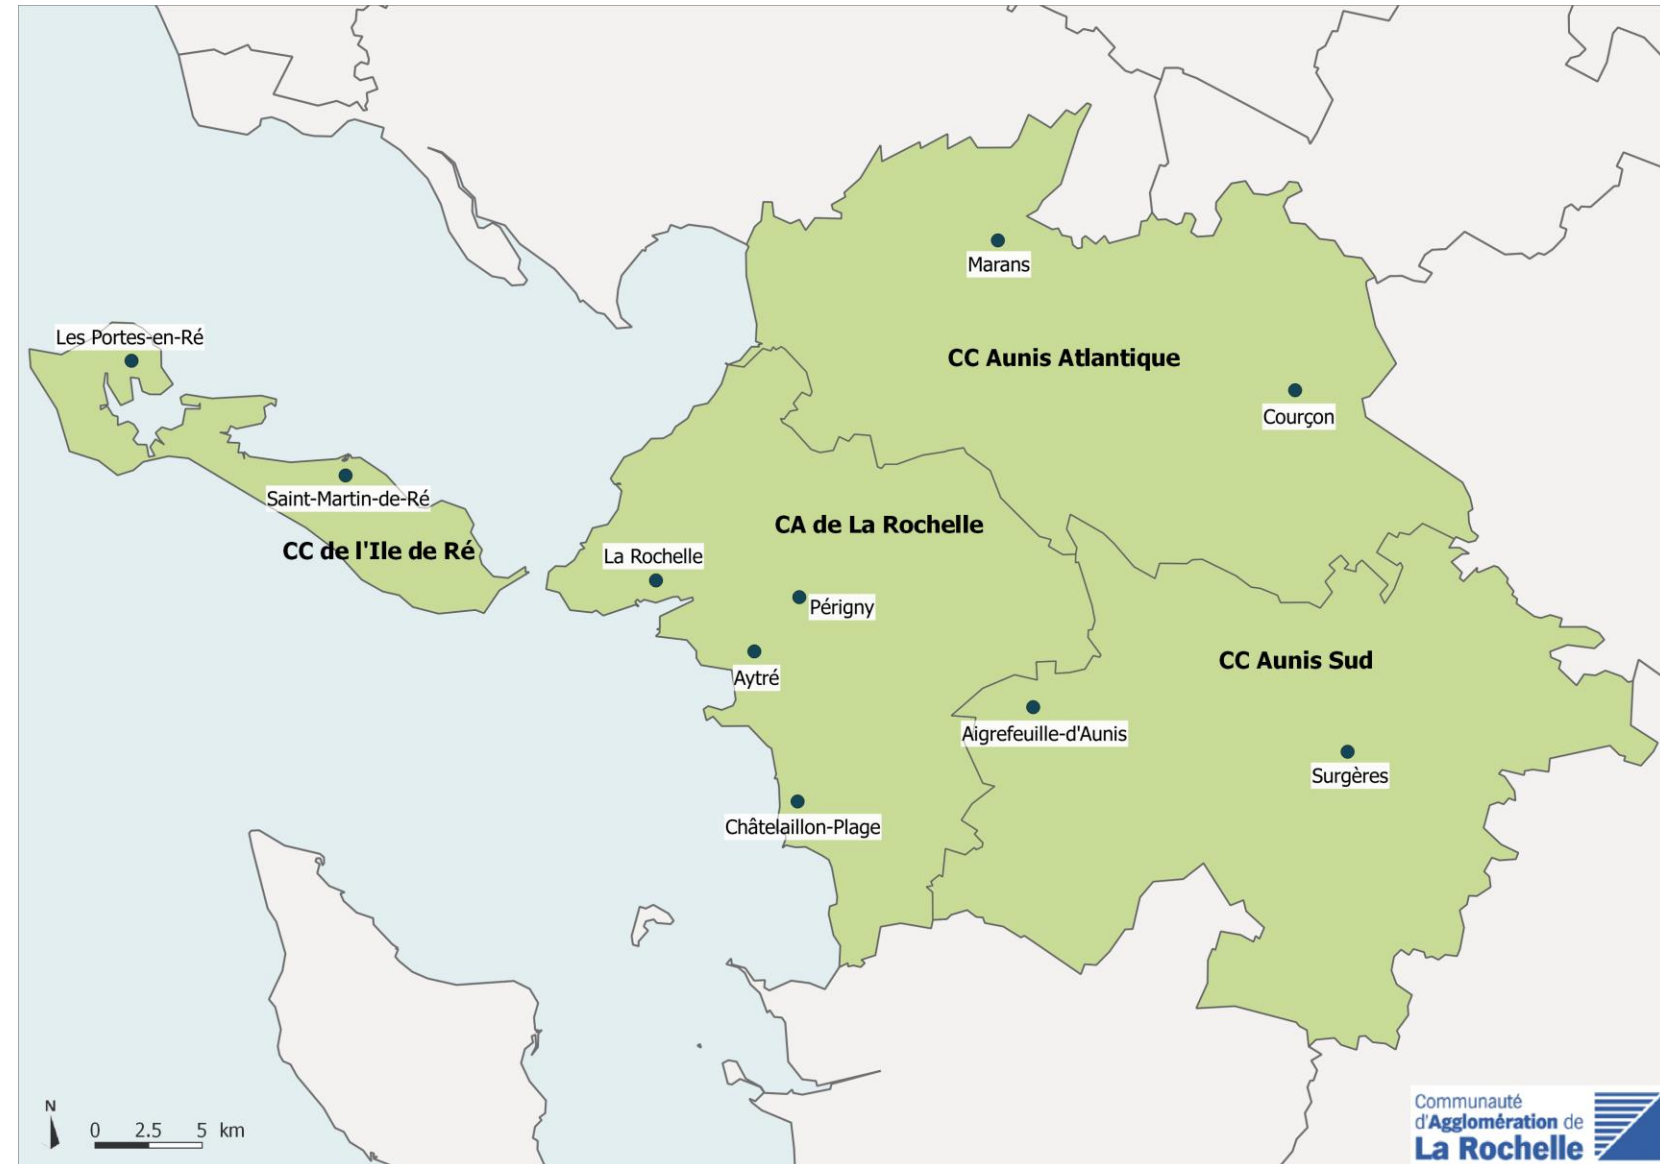 Marans
Les Portes-en-Ré
CC Aunis Atlantique
Courçon
Saint-Martin-de-Ré
CA de La Rochelle
CC de l'Ile de Ré
La Rochelle
Périgny
CC Aunis Sud
Aytré
Aigrefeuille-d'Aunis
Surgères
Châtelaillon-Plage
N
0 2.5 5 km
Communauté
d'Agglomération de
La Rochelle